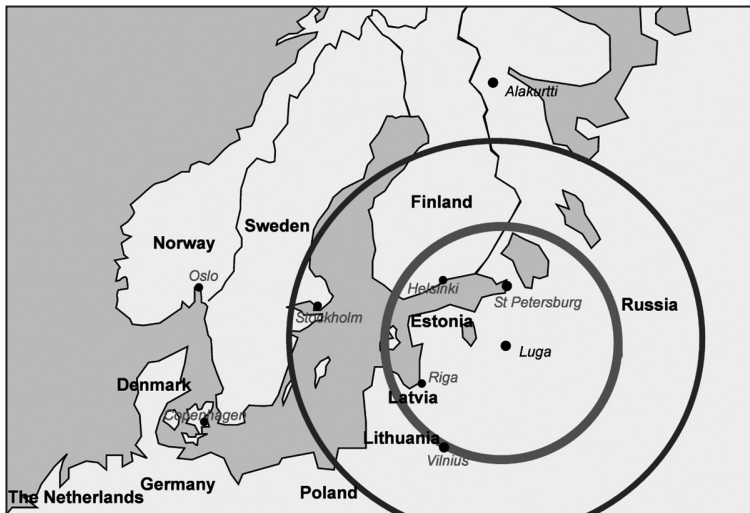 Alakurtti
Finland
Sweden
Norway
Oslo
Helsinki
St Petersburg
Russia
Stockholm
Estonia
Luga
Riga
Denmark
Latvia
Copenhagen
Lithuania
Vilnius
Germany
Poland
The Netherlands